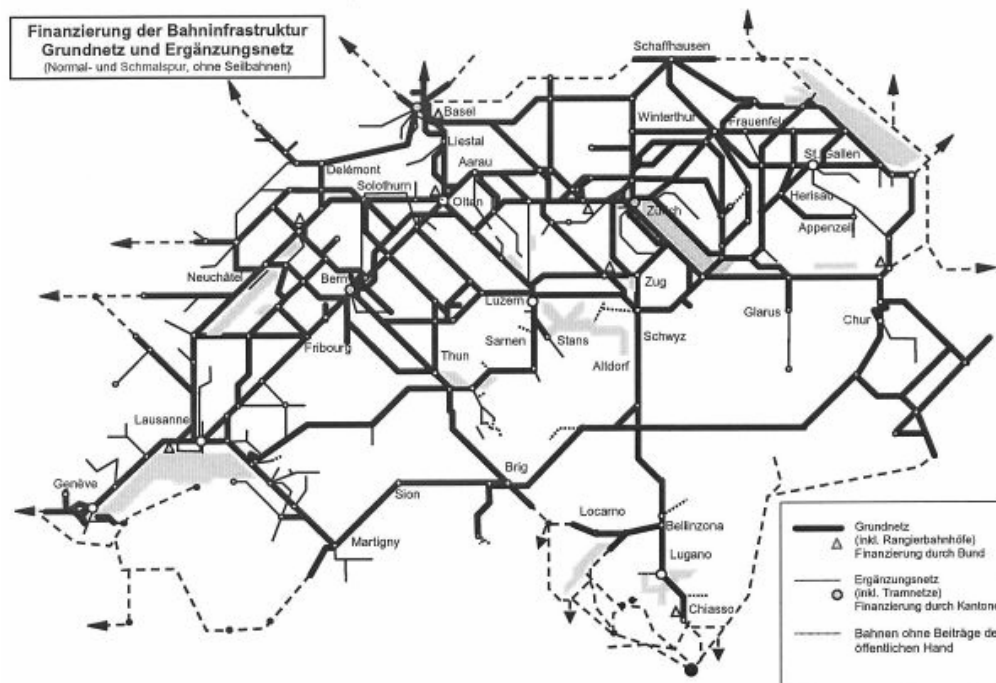 Finanzierung der Bahninfrastruktur
Grundnetz und Ergänzungsnetz
(Normal- und Schmalspur, ohne Seilbahnen)
Schaffhausen
Basel
Winterthur
Frauenfel
Liestal
Aarau
St. Gallen
Delémont
Solothurn
Olten
Zürich
Herisau
Appenzell
Neuchâtel
Bern
Zug
Luzern
Glarus
Chur
Fribourg
Sarnen
Stans
Schwyz
Thun
Altdorf
Lausanne
Brig
Genève
Sion
Locarno
Bellinzona
Martigny
Lugano
Chiasso
Grundnetz
(inkl. Rangierbahnhöfe)
Finanzierung durch Bund
Ergänzungsnetz
(inkl. Tramnetze)
Finanzierung durch Kantone
Bahnen ohne Beiträge de
öffentlichen Hand